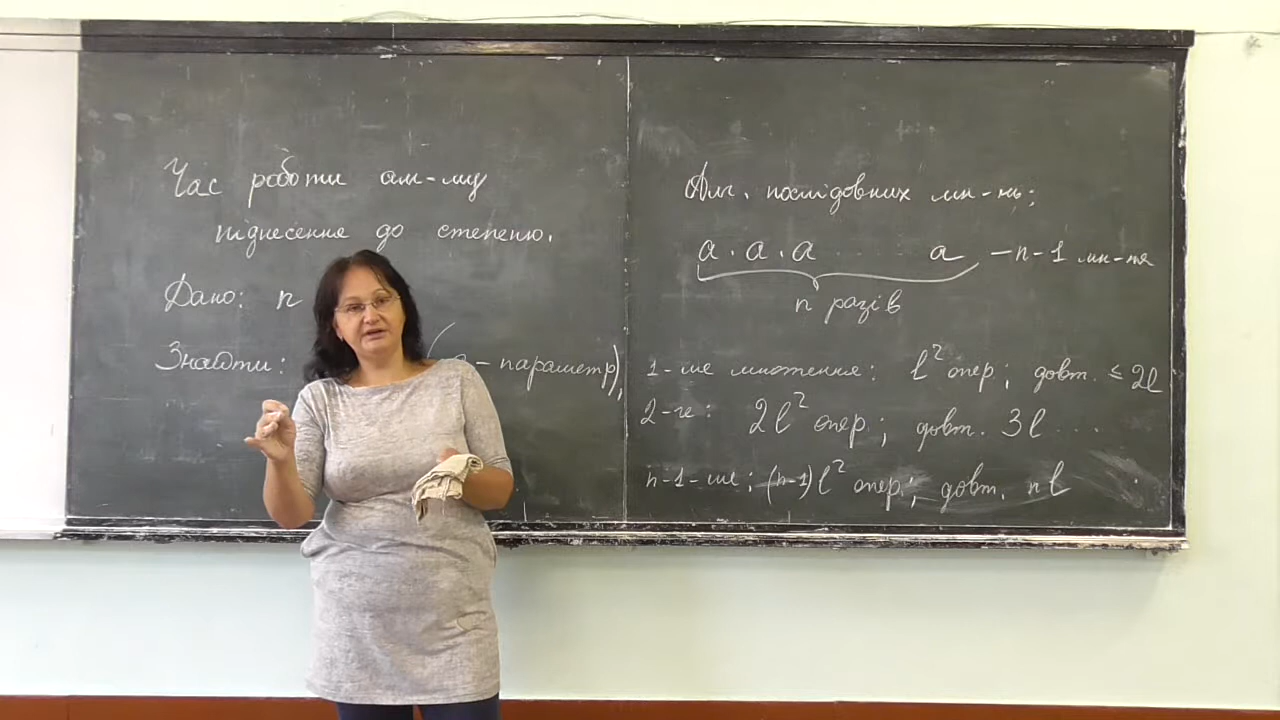 Час роботи алг-му
піднесення до степеню.
Дано: n
Знайти: (a - параметр),
Алг. послідовних мн-нь:
a · a · a ...... a - n-1 мн-ня
n разів
1-ше множення: l² опер; довж. ≤ 2l
2-ге: 2l² опер; довж. 3l ...
n-1-ше: (n-1)l² опер; довж. nl